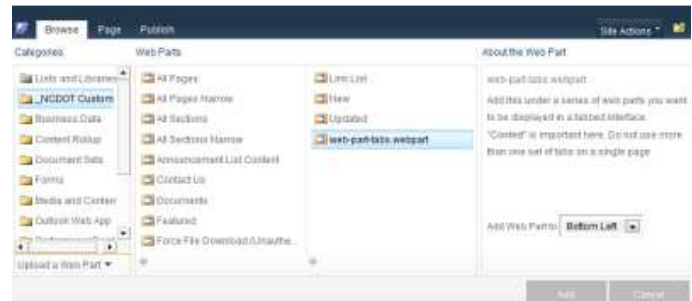 Browse Page Publish
Site Actions
Categories Web Parts About the Web Part
Lists and Libraries
_NCDOT Custom
Business Data
Content Rollup
Document Sets
Forms
Media and Content
Outlook Web App
Upload a Web Part
All Pages
All Pages Narrow
All Sections
All Sections Narrow
Announcement List Content
Contact Us
Documents
Featured
Force File Download (Unauthe...
Link List
New
Updated
web-part-tabs.webpart
web-part-tabs.webpart
Add this under a series of web parts you want
to be displayed in a tabbed interface.
is important here. Do not use more
than one set of tabs on a single page
Add Web Part to: Bottom Left
Add Cancel